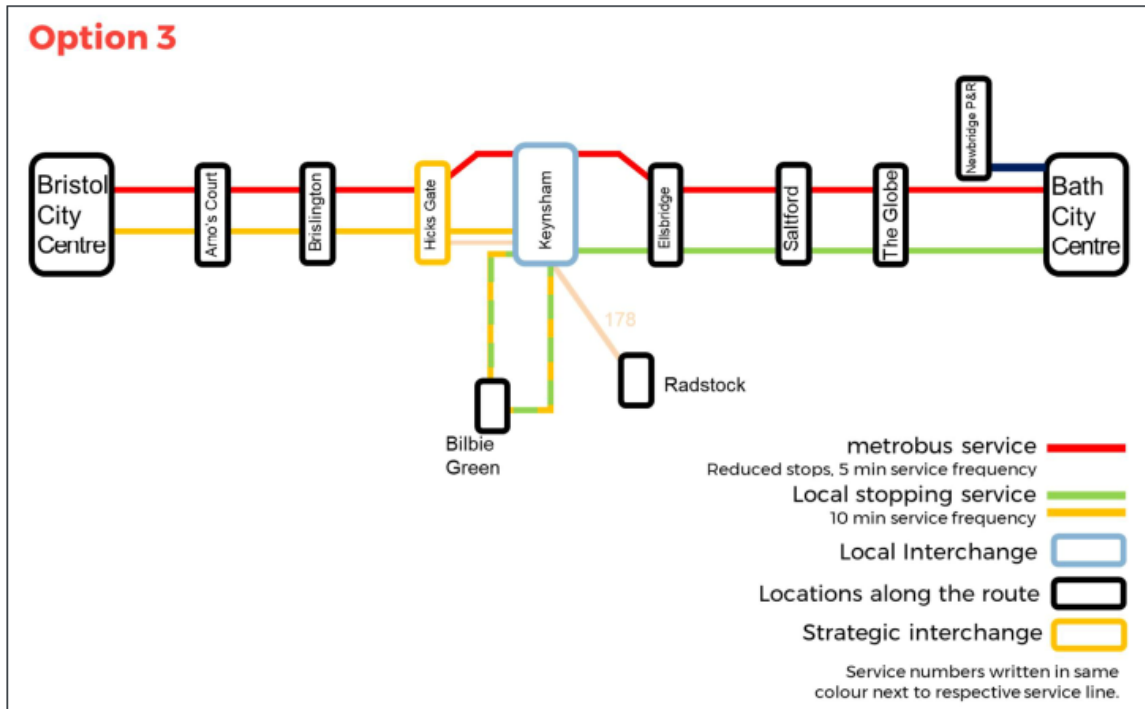 Option 3
Bristol
City
Centre
Arno's Court
Brislington
Hicks Gate
Keynsham
Ellsbridge
Saltford
The Globe
Newbridge P&R
Bath
City
Centre
178
Radstock
Bilbie
Green
metrobus service
Reduced stops, 5 min service frequency
Local stopping service
10 min service frequency
Local Interchange
Locations along the route
Strategic interchange
Service numbers written in same
colour next to respective service line.